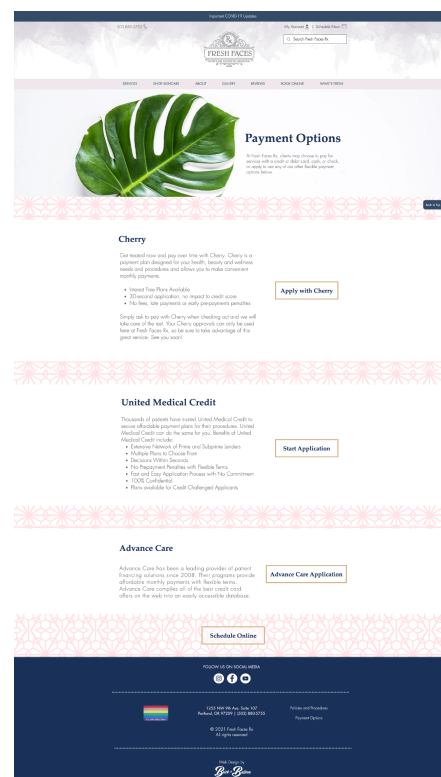 Important COVID 19 Updates
My Account | Schedule Now
Search Fresh Faces Rx
FRESH FACES
SERVICES SHOP SKINCARE ABOUT GALLERY REVIEWS BOOK ONLINE WHAT'S FRESH
Payment Options
At Fresh Faces Rx, clients may choose to pay for
services with a credit or debit card, cash, or check,
or apply to use any of our other flexible payment
options below.
Cherry
Get treated now and pay over time with Cherry. Cherry is a
payment plan designed for your health, beauty and wellness
needs and procedures and allows you to make convenient
monthly payments.
• Interest Free Plans Available
• 30-second application, no impact to credit score
• No fees, late payments or early pre-payments penalties
Apply with Cherry
Simply ask to pay with Cherry when checking out and we will
take care of the rest. Your Cherry approvals can only be used
here at Fresh Faces Rx, so be sure to take advantage of this
great service. See you soon!
United Medical Credit
Thousands of patients have trusted United Medical Credit to
secure affordable payment plans for their procedures. United
Medical Credit can do the same for you. Benefits of United
Medical Credit include:
• Extensive Network of Prime and Subprime Lenders
• Multiple Plans to Choose From
• Decisions Within Seconds
• No Prepayment Penalties with Flexible Terms
• Fast and Easy Application Process with No Commitment
• 100% Confidential
• Plans available for Credit Challenged Applicants
Start Application
Advance Care
Advance Care has been a leading provider of patient
financing solutions since 2008. Their programs provide
affordable monthly payments with flexible terms.
Advance Care compiles all of the best credit card
offers on the web into an easily accessible database.
Advance Care Application
Schedule Online
FOLLOW US ON SOCIAL MEDIA
1255 NW 9th Ave. Suite 107
Portland, OR 97209 | (503) 883-5755
Policies and Procedures
Payment Options
© 2021 Fresh Faces Rx
All rights reserved
Web Design by